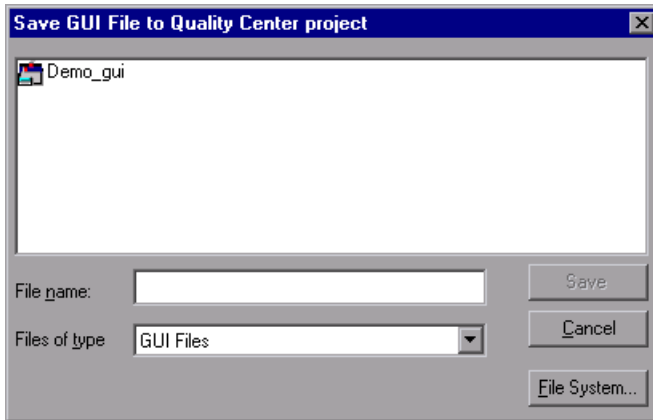 Save GUI File to Quality Center project
Demo_gui
File name:
Save
Files of type
GUI Files
Cancel
File System...